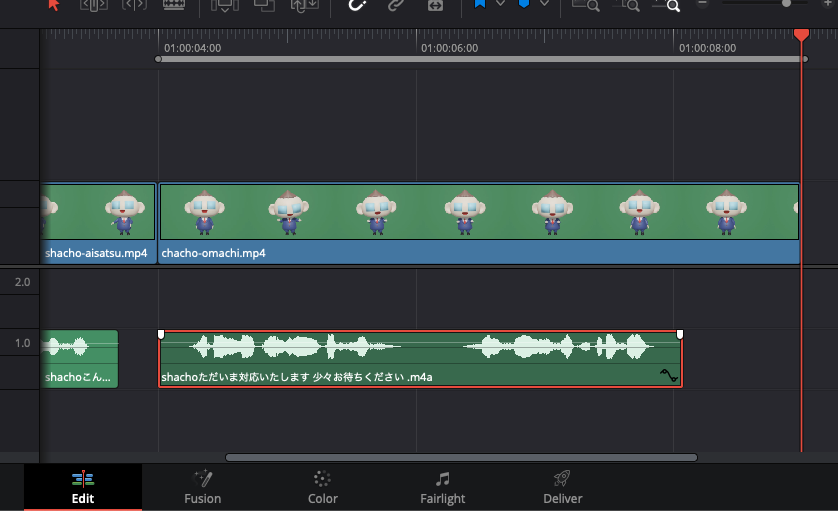 01:00:04:00 01:00:06:00 01:00:08:00
shacho-aisatsu.mp4 chacho-omachi.mp4
2.0
1.0
shachoこん... shachoただいま対応いたします 少々お待ちください .m4a
Edit Fusion Color Fairlight Deliver